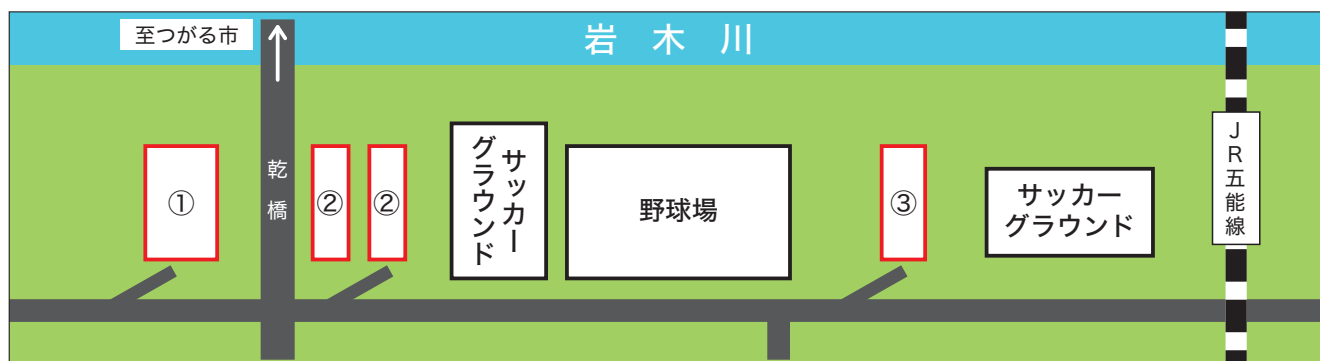 至つがる市
岩木川
乾橋
①
②
②
サッカー
グラウンド
野球場
③
サッカー
グラウンド
JR五能線